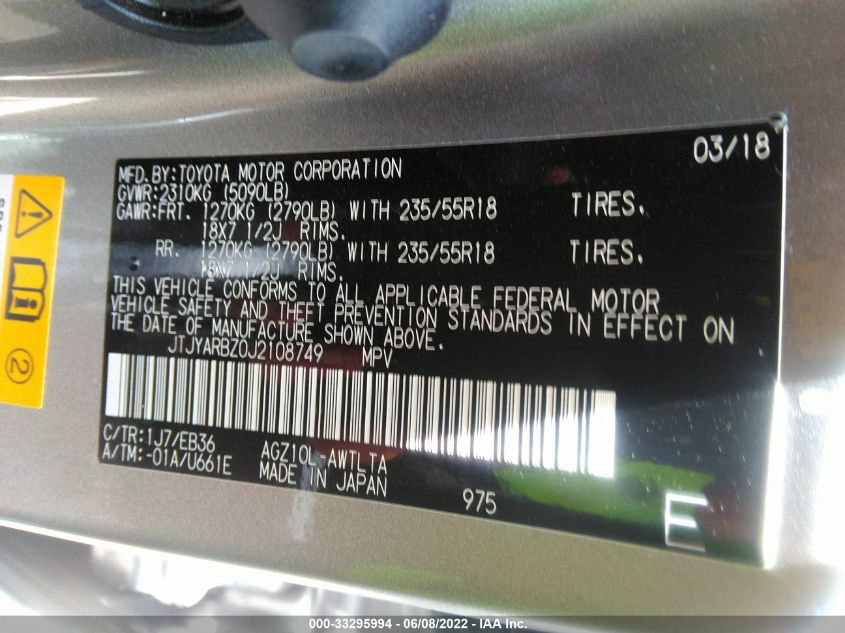 03/18
MFD.BY:TOYOTA MOTOR CORPORATION
GVWR:2310KG (5090LB)
GAWR:FRT. 1270KG (2790LB) WITH 235/55R18 TIRES.
18X7 1/2J RIMS.
RR. 1270KG (2790LB) WITH 235/55R18 TIRES.
18X7 1/2J RIMS.
THIS VEHICLE CONFORMS TO ALL APPLICABLE FEDERAL MOTOR
VEHICLE SAFETY AND THEFT PREVENTION STANDARDS IN EFFECT ON
THE DATE OF MANUFACTURE SHOWN ABOVE.
JTJYARBZ0J2108749 MPV
C/TR:1J7/EB36 AGZ10L-AWTLTA
A/TM:-01A/U661E MADE IN JAPAN
975
E
2
000-33295994 - 06/08/2022 - IAA Inc.